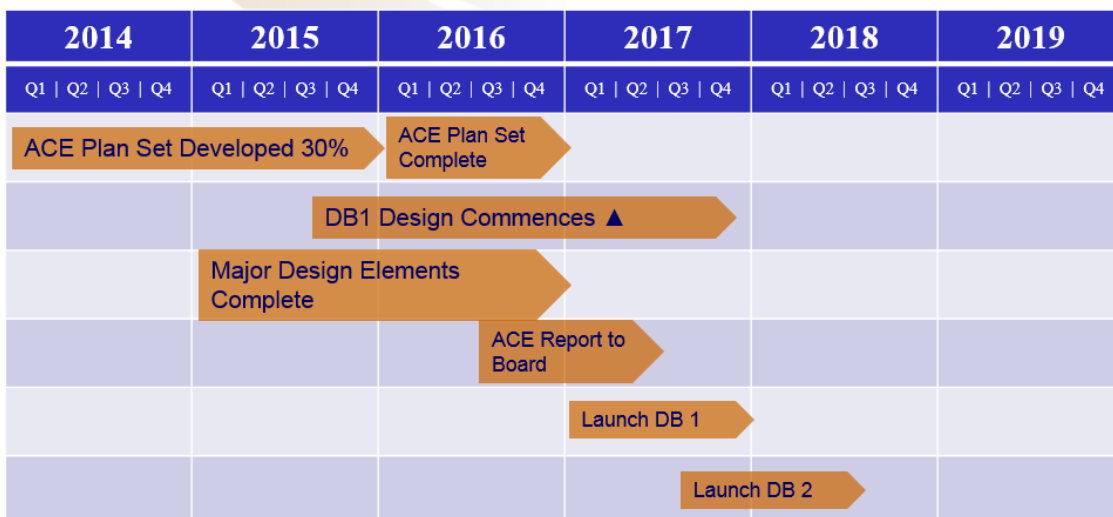 2014 2015 2016 2017 2018 2019
Q1 | Q2 | Q3 | Q4 Q1 | Q2 | Q3 | Q4 Q1 | Q2 | Q3 | Q4 Q1 | Q2 | Q3 | Q4 Q1 | Q2 | Q3 | Q4 Q1 | Q2 | Q3 | Q4
ACE Plan Set Developed 30%
ACE Plan Set
Complete
DB1 Design Commences ▲
Major Design Elements
Complete
ACE Report to
Board
Launch DB 1
Launch DB 2